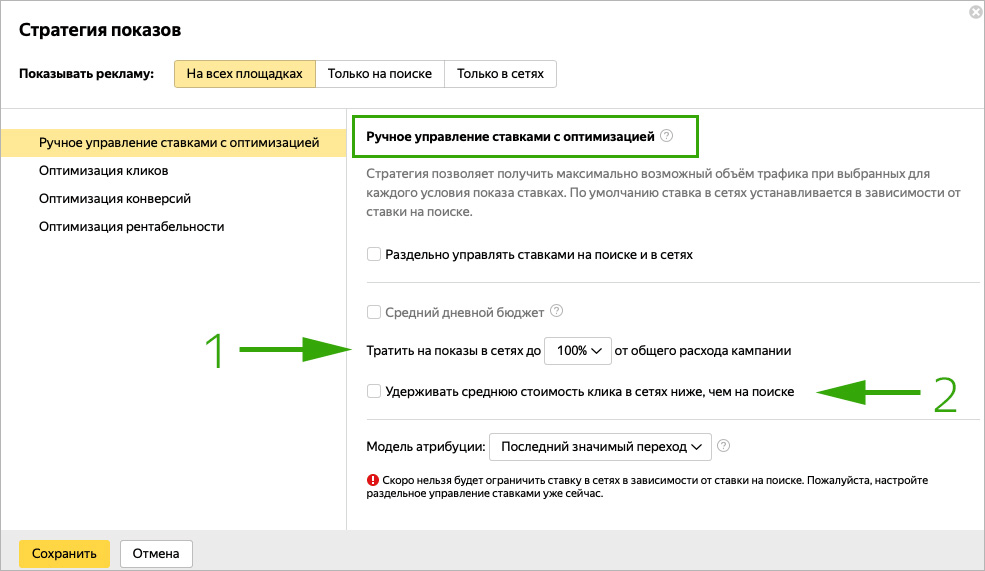 Стратегия показов
Показывать рекламу: На всех площадках Только на поиске Только в сетях
Ручное управление ставками с оптимизацией
Оптимизация кликов
Оптимизация конверсий
Оптимизация рентабельности
Ручное управление ставками с оптимизацией ?
Стратегия позволяет получить максимально возможный объём трафика при выбранных для
каждого условия показа ставках. По умолчанию ставка в сетях устанавливается в зависимости от
ставки на поиске.
Раздельно управлять ставками на поиске и в сетях
Средний дневной бюджет ?
1
Тратить на показы в сетях до 100% от общего расхода кампании
Удерживать среднюю стоимость клика в сетях ниже, чем на поиске
2
Модель атрибуции: Последний значимый переход ?
! Скоро нельзя будет ограничить ставку в сетях в зависимости от ставки на поиске. Пожалуйста, настройте
раздельное управление ставками уже сейчас.
Сохранить Отмена